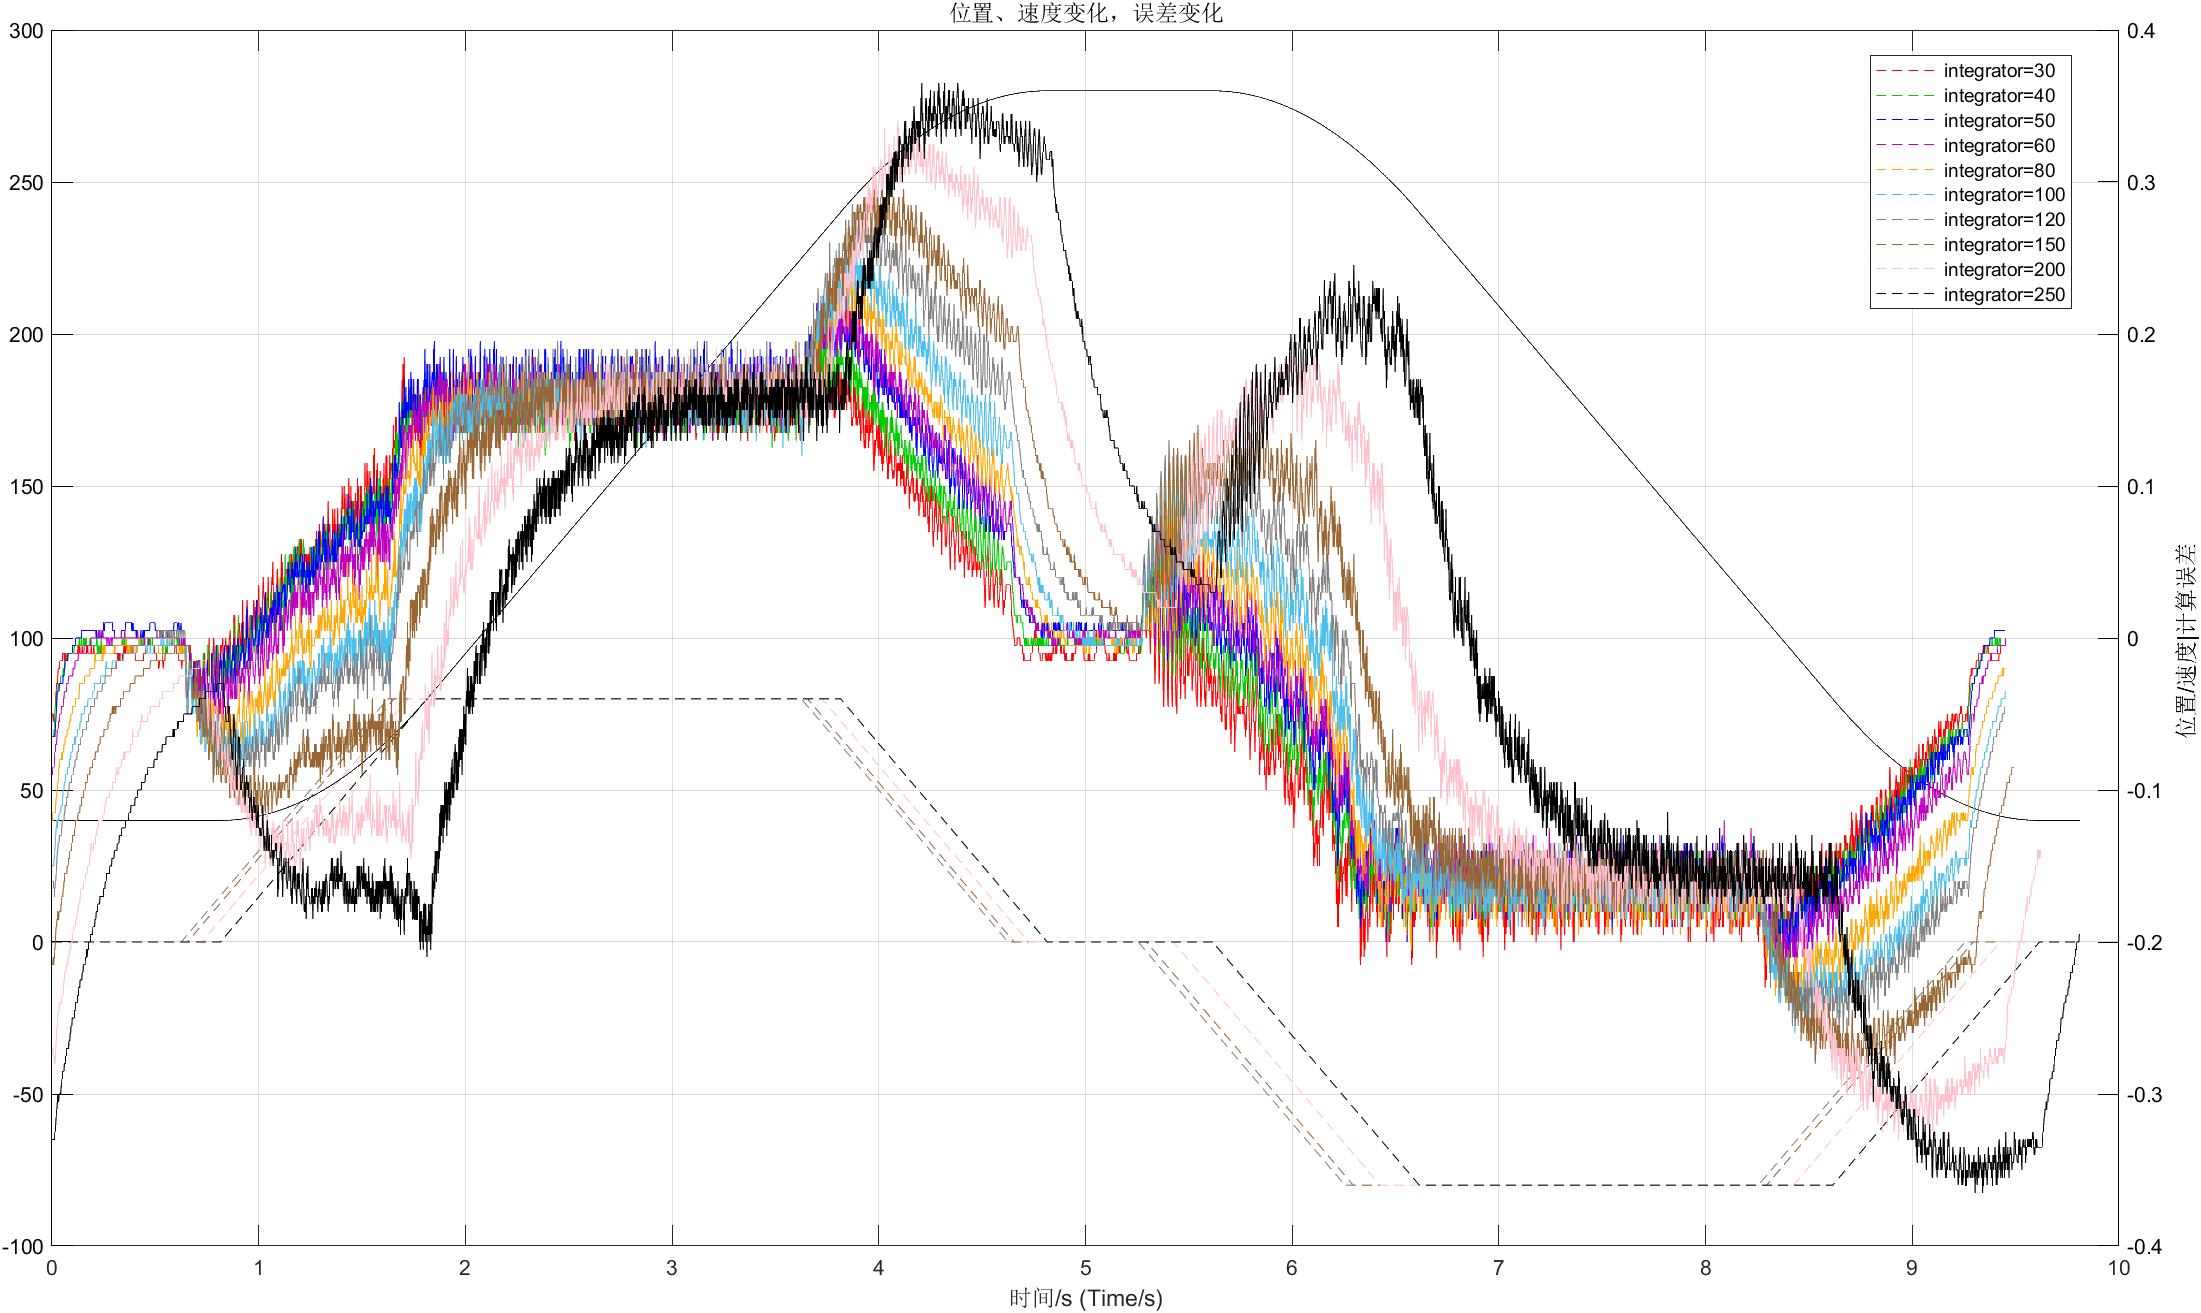 位置、速度变化，误差变化
300
250
200
150
100
50
0
-50
-100
0.4
0.3
0.2
0.1
0
-0.1
-0.2
-0.3
-0.4
integrator=30
integrator=40
integrator=50
integrator=60
integrator=80
integrator=100
integrator=120
integrator=150
integrator=200
integrator=250
位置/速度|计算误差
0 1 2 3 4 5 6 7 8 9 10
时间/s (Time/s)